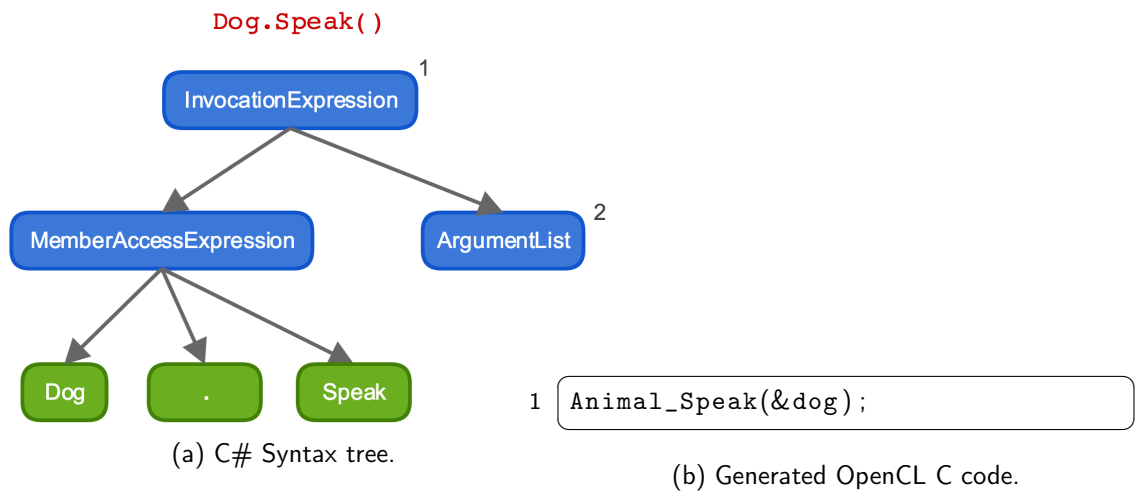 Dog.Speak()
InvocationExpression
1
MemberAccessExpression
ArgumentList
2
Dog
.
Speak
(a) C# Syntax tree.
1 Animal_Speak(&dog);
(b) Generated OpenCL C code.